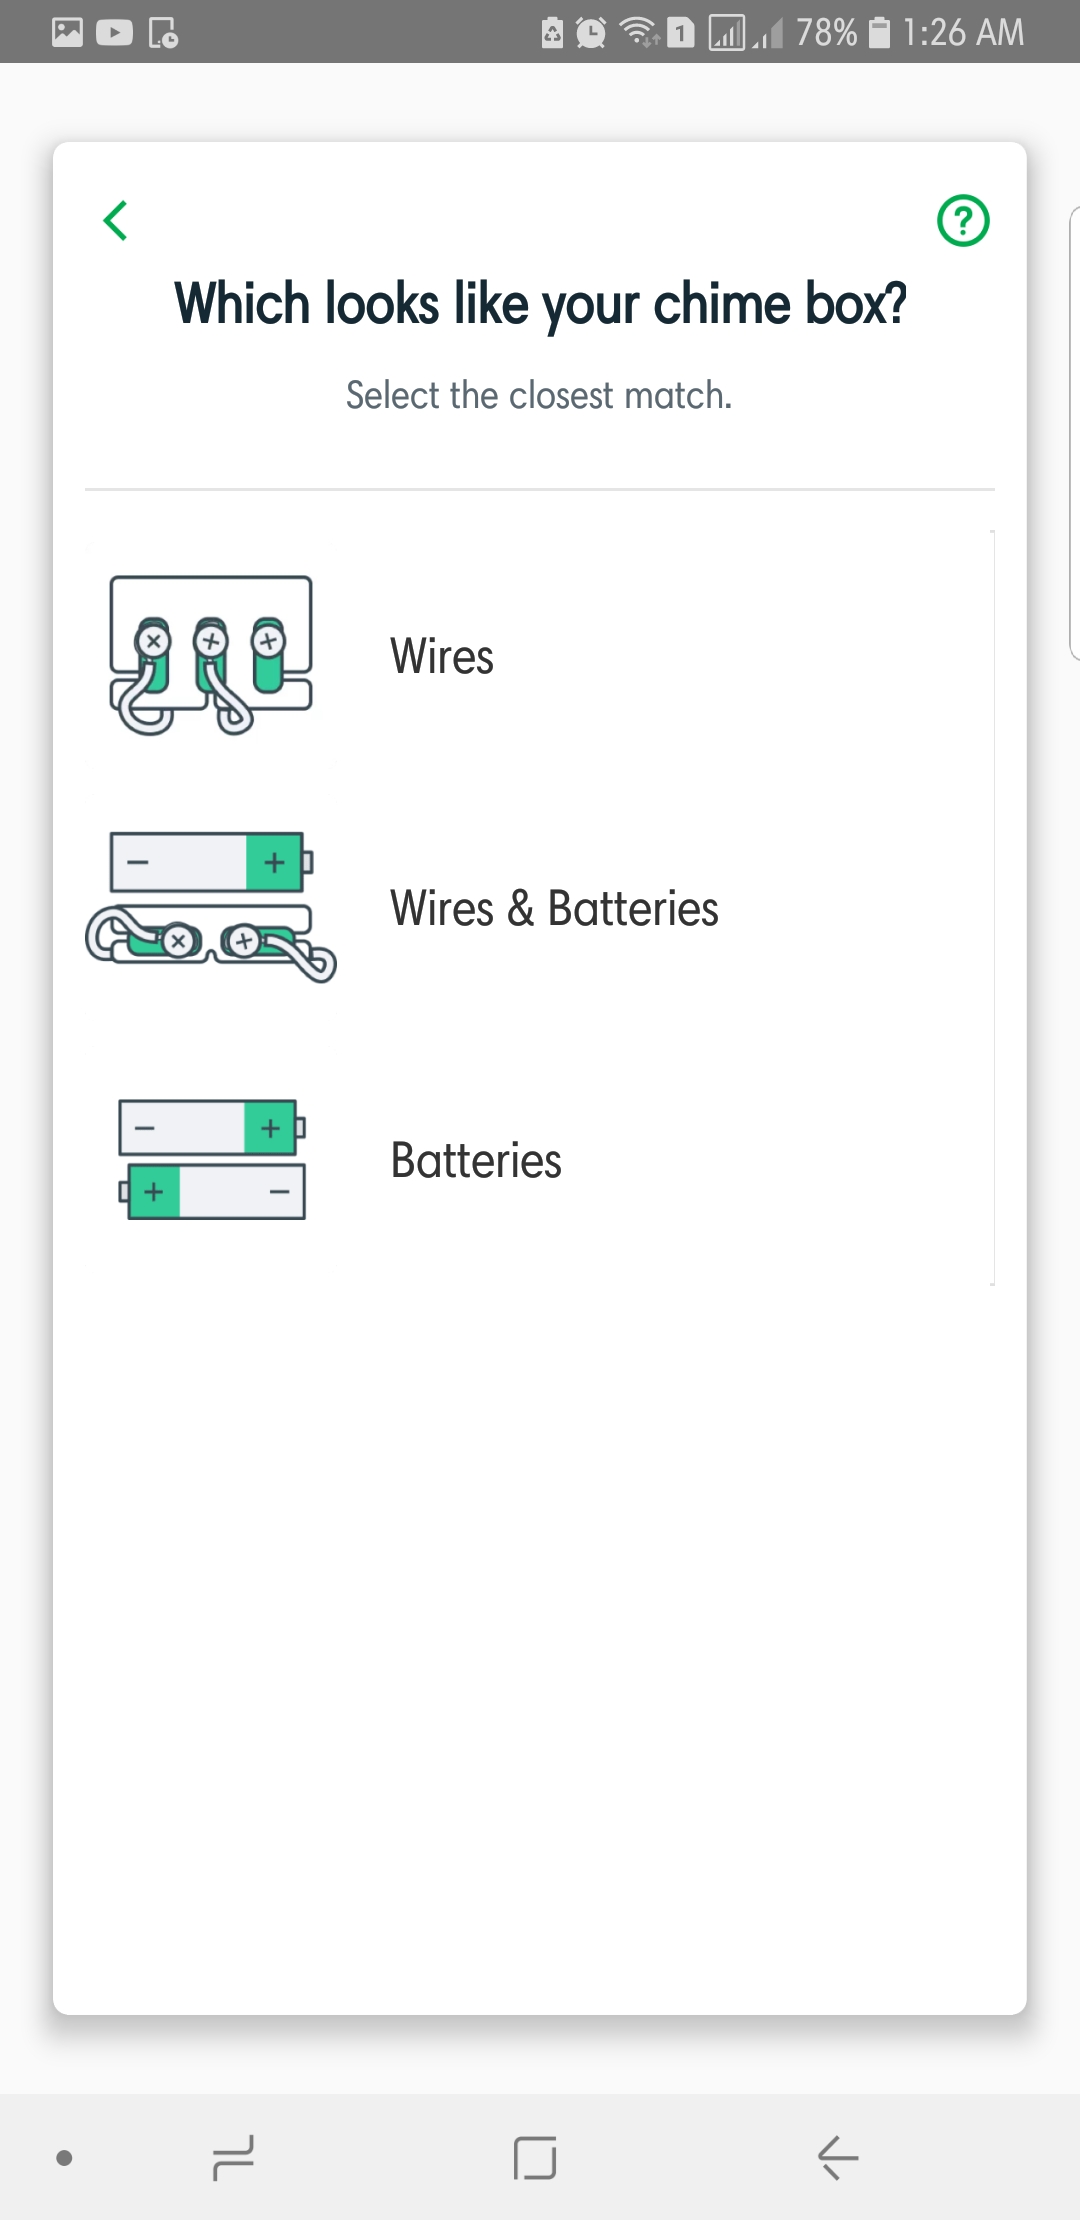 1 78% 1:26 AM
?
Which looks like your chime box?
Select the closest match.
Wires
− +
Wires & Batteries
− +
+ −
Batteries